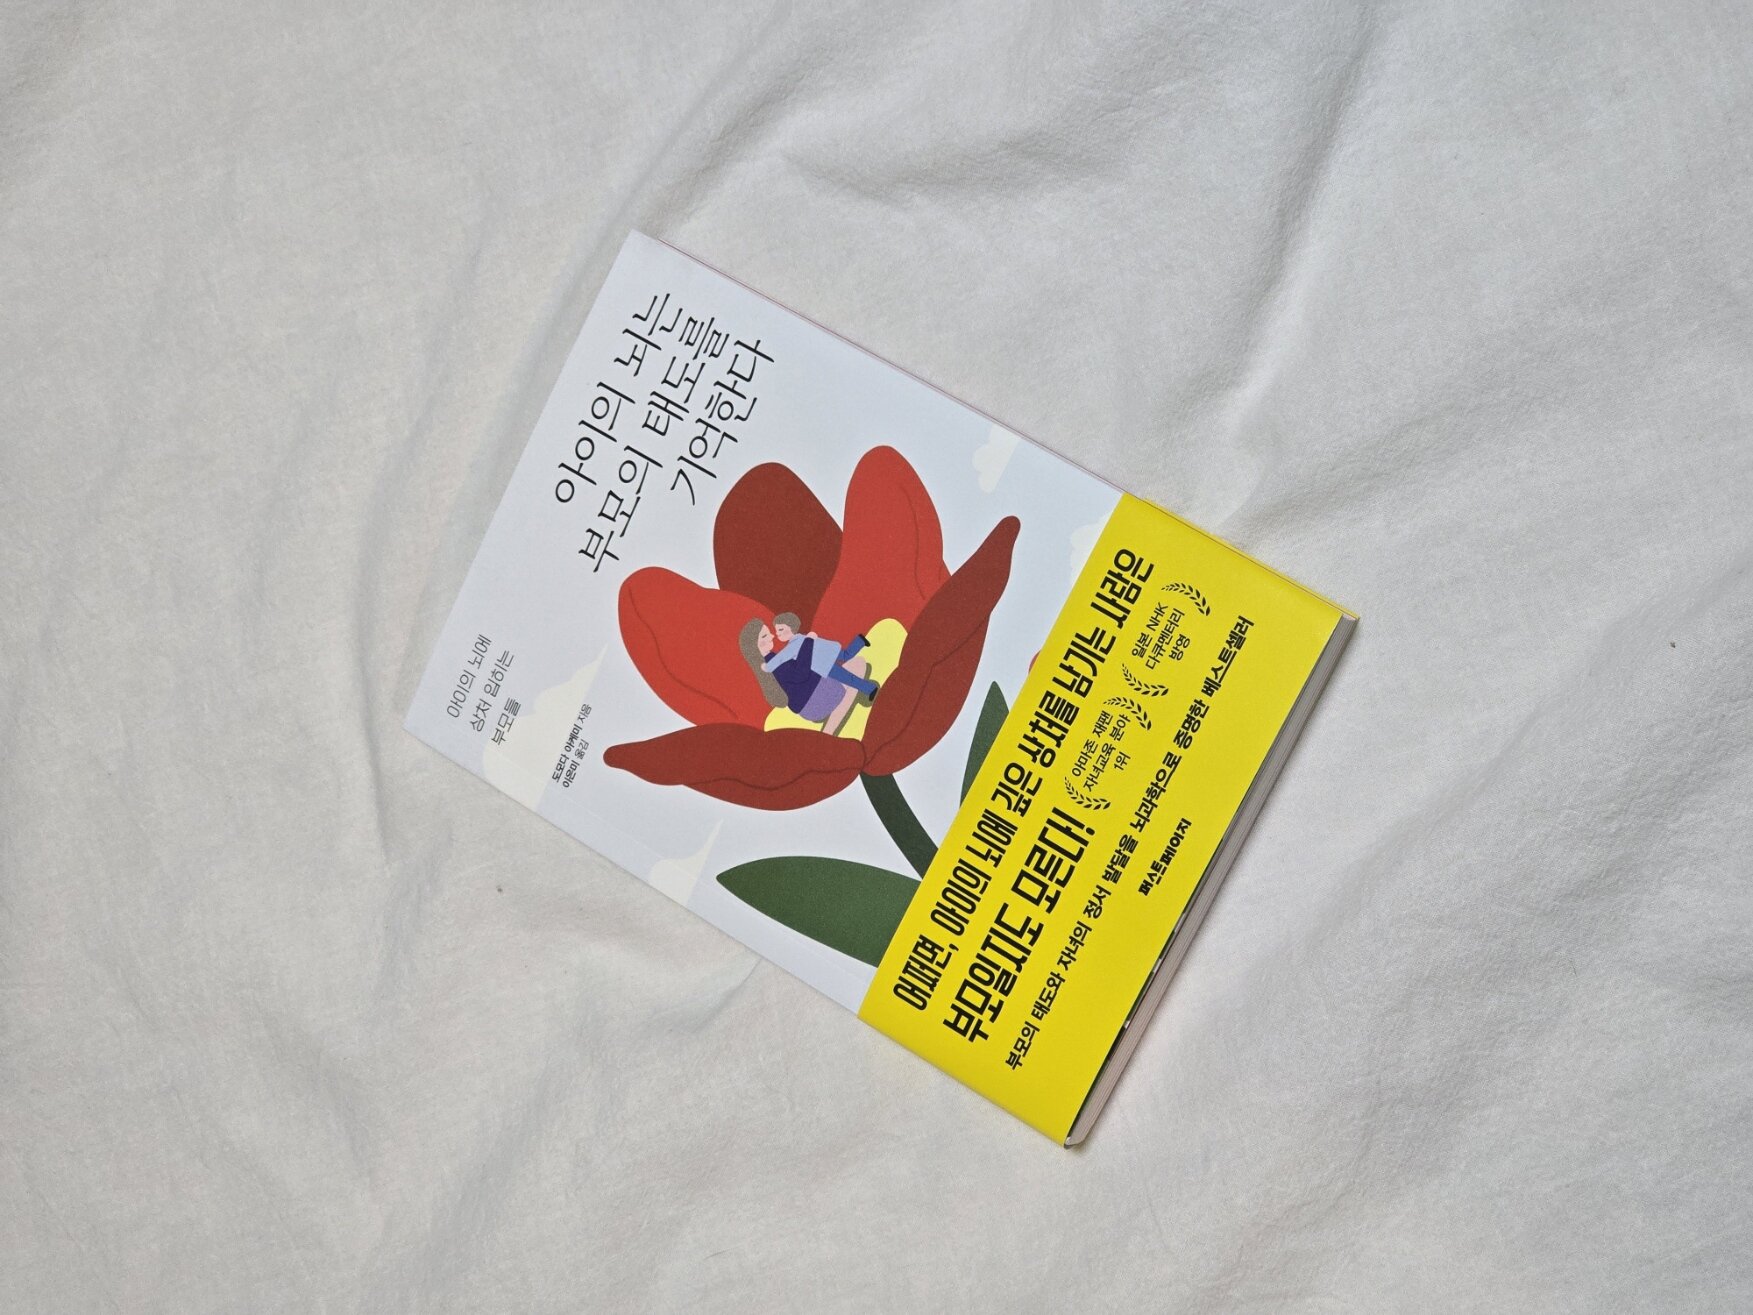 아이의 뇌에
상처 입히는
부모들
아이의 뇌는
부모의 태도를
기억한다
도모다 아케미 지음
이은미 옮김
어쩌면, 아이의 뇌에 깊은 상처를 남기는 사람은
부모일지도 모른다!
아마존 재팬
자녀교육 분야
1위
일본 NHK
다큐멘터리
방영
부모의 태도와 자녀의 정서 발달을 뇌과학으로 증명한 베스트셀러
퍼스트페이지